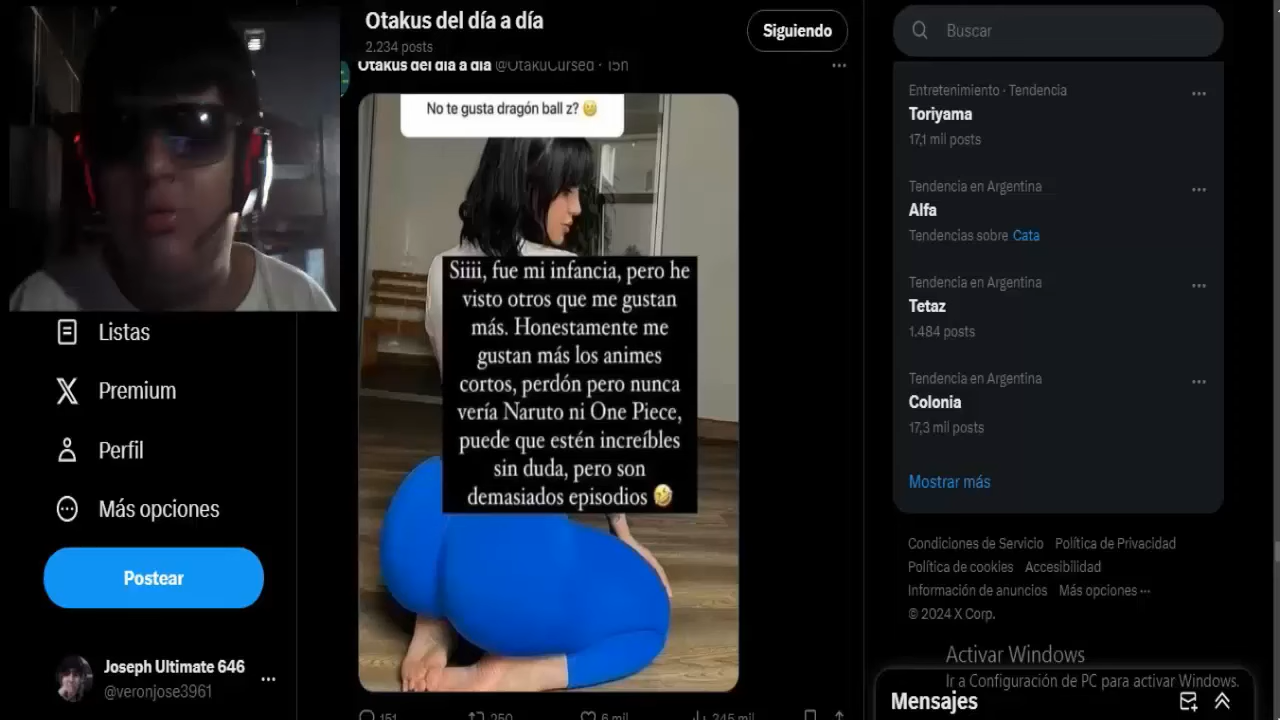 Otakus del día a día
2.234 posts
Siguiendo
Otakus del día a día @OtakuCursed · 15h
No te gusta dragón ball z? 🥲
Siiii, fue mi infancia, pero he
visto otros que me gustan
más. Honestamente me
gustan más los animes
cortos, perdón pero nunca
vería Naruto ni One Piece,
puede que estén increíbles
sin duda, pero son
demasiados episodios 🤣
151 250 6 mil 245 mil
Listas
Premium
Perfil
Más opciones
Postear
Joseph Ultimate 646
@veronjose3961
Buscar
Entretenimiento · Tendencia
Toriyama
17,1 mil posts
Tendencia en Argentina
Alfa
Tendencias sobre Cata
Tendencia en Argentina
Tetaz
1.484 posts
Tendencia en Argentina
Colonia
17,3 mil posts
Mostrar más
Condiciones de Servicio Política de Privacidad
Política de cookies Accesibilidad
Información de anuncios Más opciones ···
© 2024 X Corp.
Activar Windows
Ir a Configuración de PC para activar Windows.
Mensajes